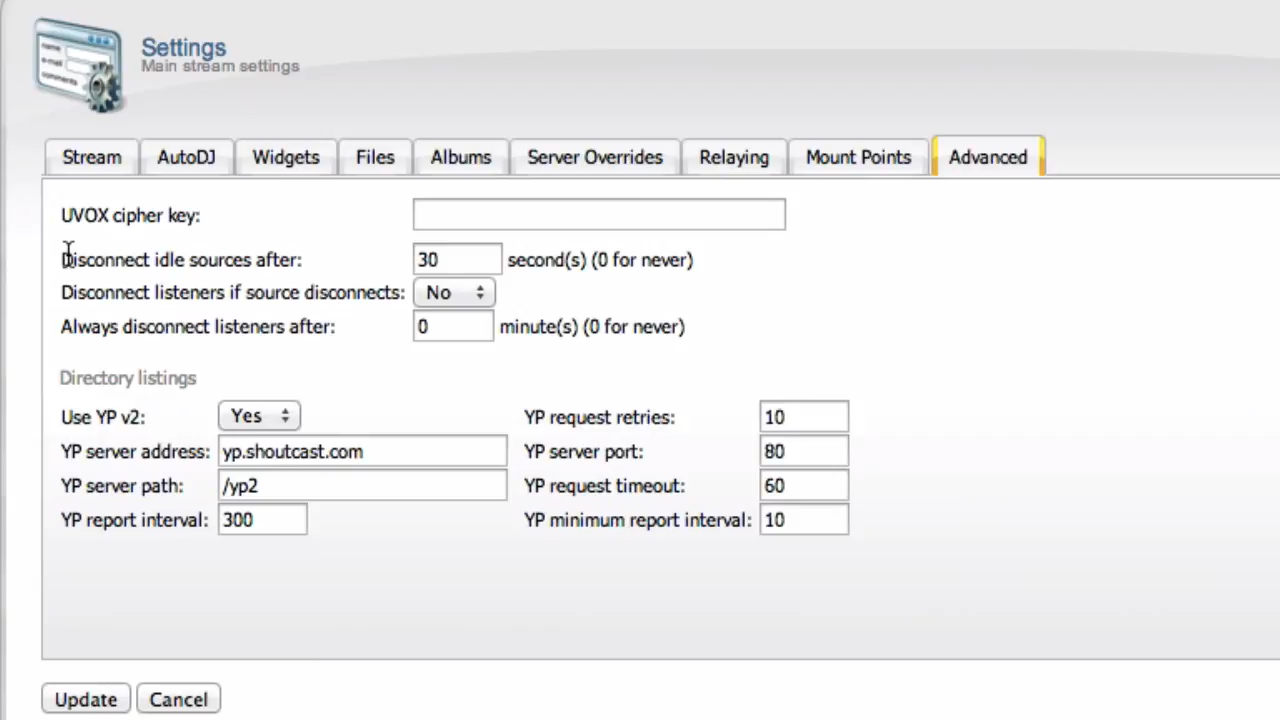 Settings
Main stream settings
Stream AutoDJ Widgets Files Albums Server Overrides Relaying Mount Points Advanced
UVOX cipher key:
Disconnect idle sources after: 30 second(s) (0 for never)
Disconnect listeners if source disconnects: No
Always disconnect listeners after: 0 minute(s) (0 for never)
Directory listings
Use YP v2: Yes YP request retries: 10
YP server address: yp.shoutcast.com YP server port: 80
YP server path: /yp2 YP request timeout: 60
YP report interval: 300 YP minimum report interval: 10
Update Cancel
name
e-mail
comments